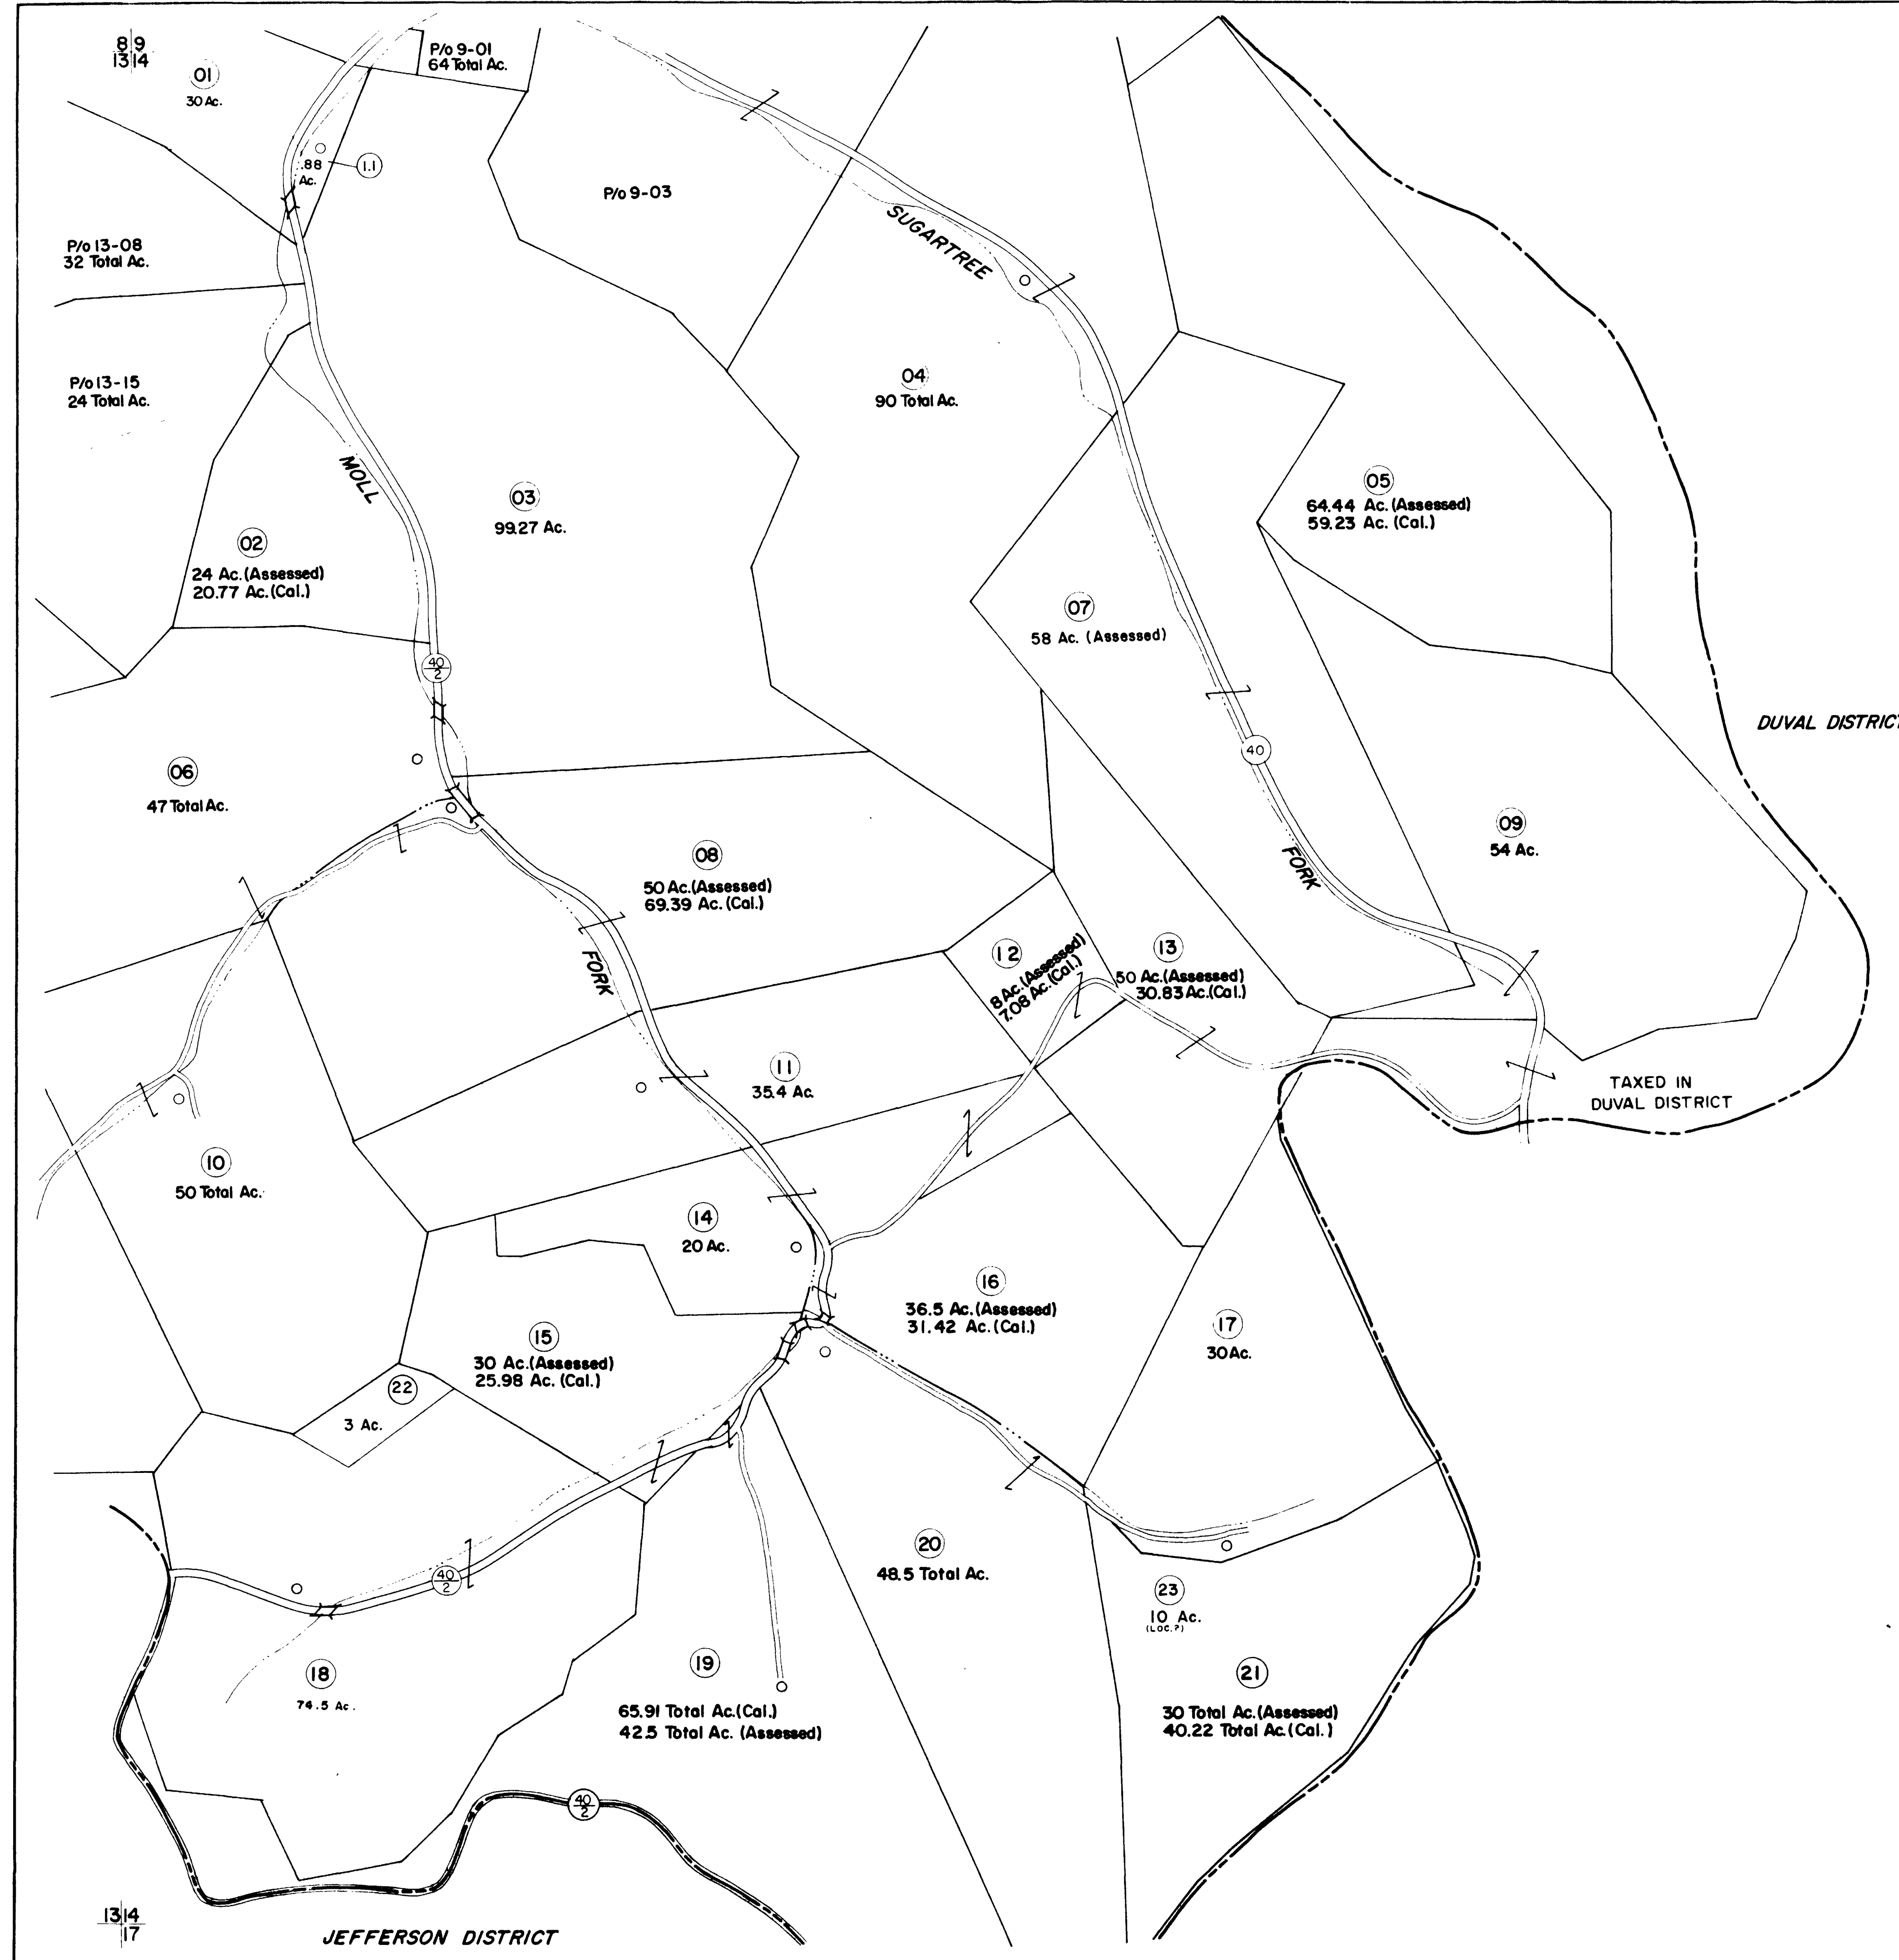 8 9
13 14
01
30 Ac.
P/o 9-01
64 Total Ac.
.88
Ac.
1.1
P/o 9-03
SUGARTREE
P/o 13-08
32 Total Ac.
P/o 13-15
24 Total Ac.
04
90 Total Ac.
MOLL
03
99.27 Ac.
05
64.44 Ac. (Assessed)
59.23 Ac. (Cal.)
02
24 Ac. (Assessed)
20.77 Ac. (Cal.)
07
58 Ac. (Assessed)
40
2
DUVAL DISTRICT
40
06
47 Total Ac.
09
54 Ac.
08
50 Ac. (Assessed)
69.39 Ac. (Cal.)
FORK
FORK
12
8 Ac. (Assessed)
7.08 Ac. (Cal.)
13
50 Ac. (Assessed)
30.83 Ac. (Cal.)
11
35.4 Ac.
TAXED IN
DUVAL DISTRICT
10
50 Total Ac.
14
20 Ac.
16
36.5 Ac. (Assessed)
31.42 Ac. (Cal.)
17
30 Ac.
15
30 Ac. (Assessed)
25.98 Ac. (Cal.)
22
3 Ac.
20
48.5 Total Ac.
40
2
23
10 Ac.
(LOC.?)
18
74.5 Ac.
19
65.91 Total Ac. (Cal.)
42.5 Total Ac. (Assessed)
21
30 Total Ac. (Assessed)
40.22 Total Ac. (Cal.)
40
2
13 14
17
JEFFERSON DISTRICT